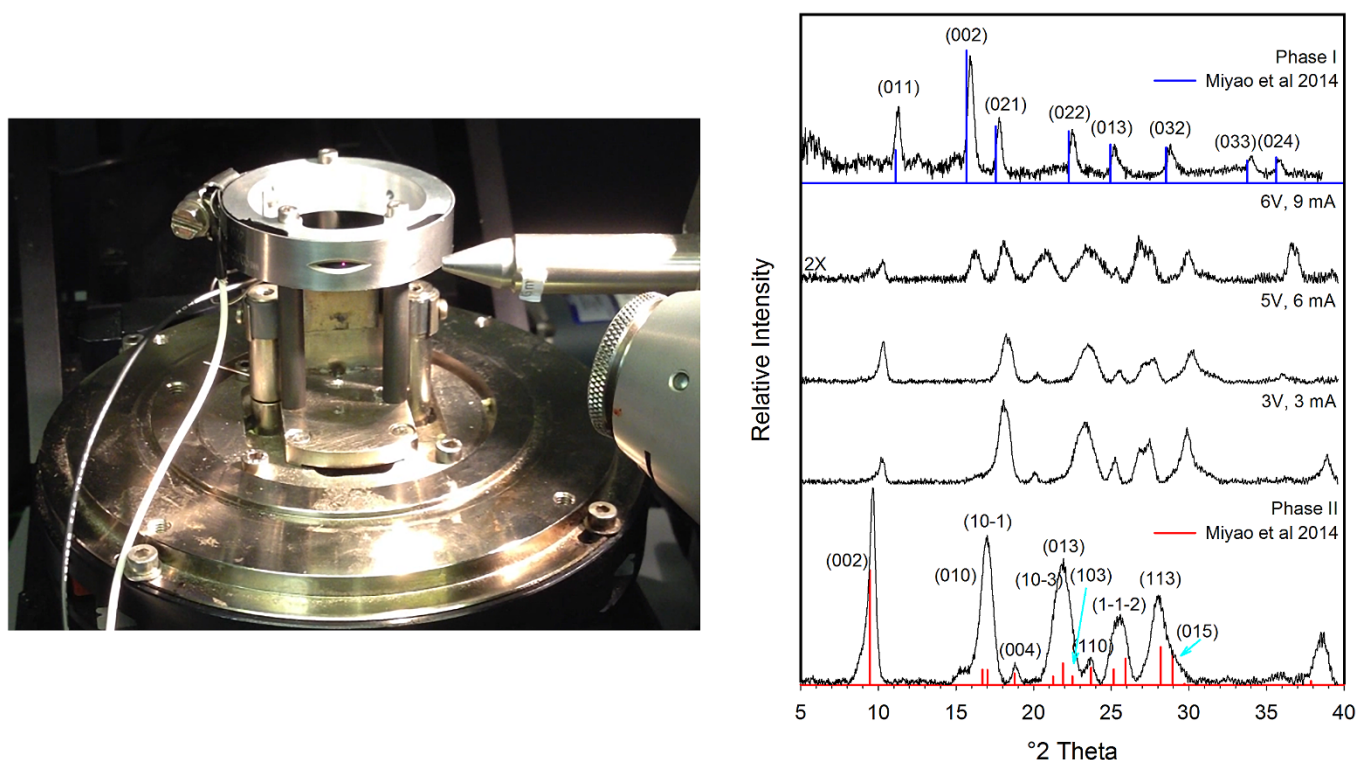 (002)
Phase I
Miyao et al 2014
(011)
(021)
(022)
(013)
(032)
(033)
(024)
6V, 9 mA
2X
5V, 6 mA
3V, 3 mA
Phase II
Miyao et al 2014
(10-1)
(013)
(002)
(010)
(10-3)
(103)
(113)
(1-1-2)
(004)
(110)
(015)
Relative Intensity
5 10 15 20 25 30 35 40
°2 Theta